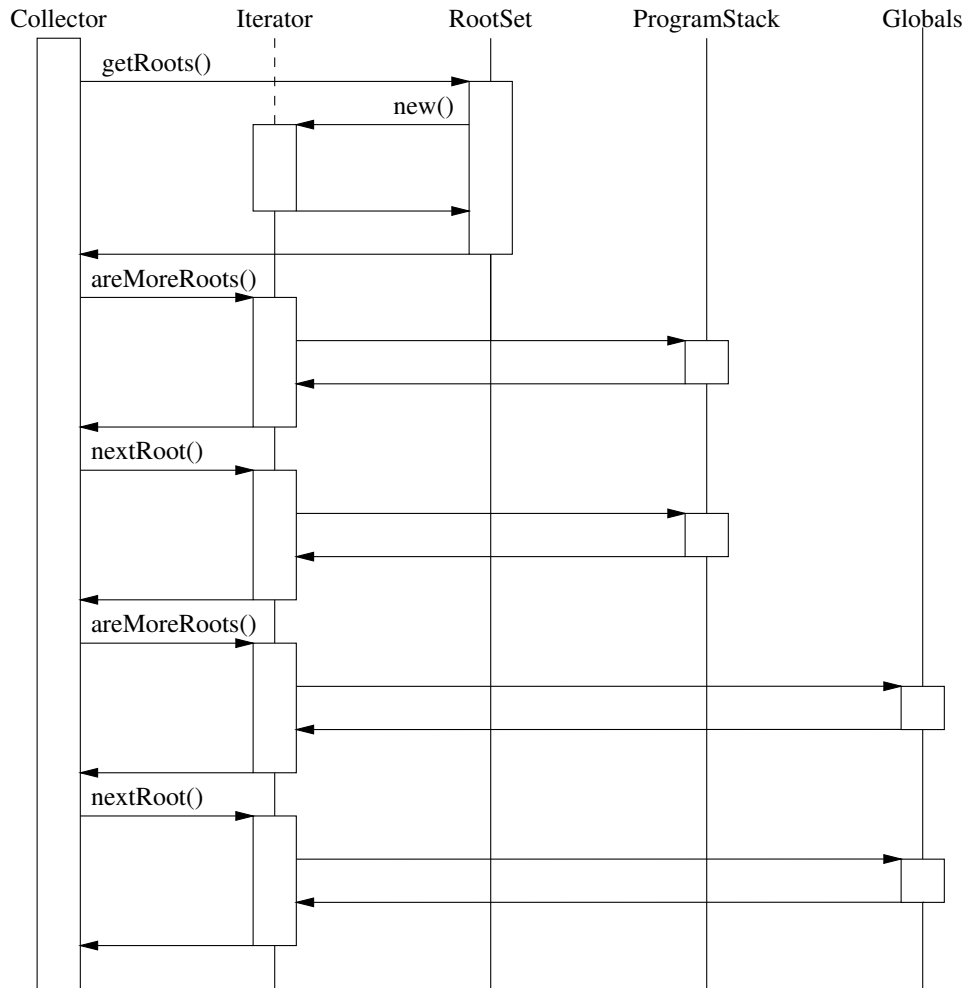 Collector Iterator RootSet ProgramStack Globals
getRoots()
new()
areMoreRoots()
nextRoot()
areMoreRoots()
nextRoot()